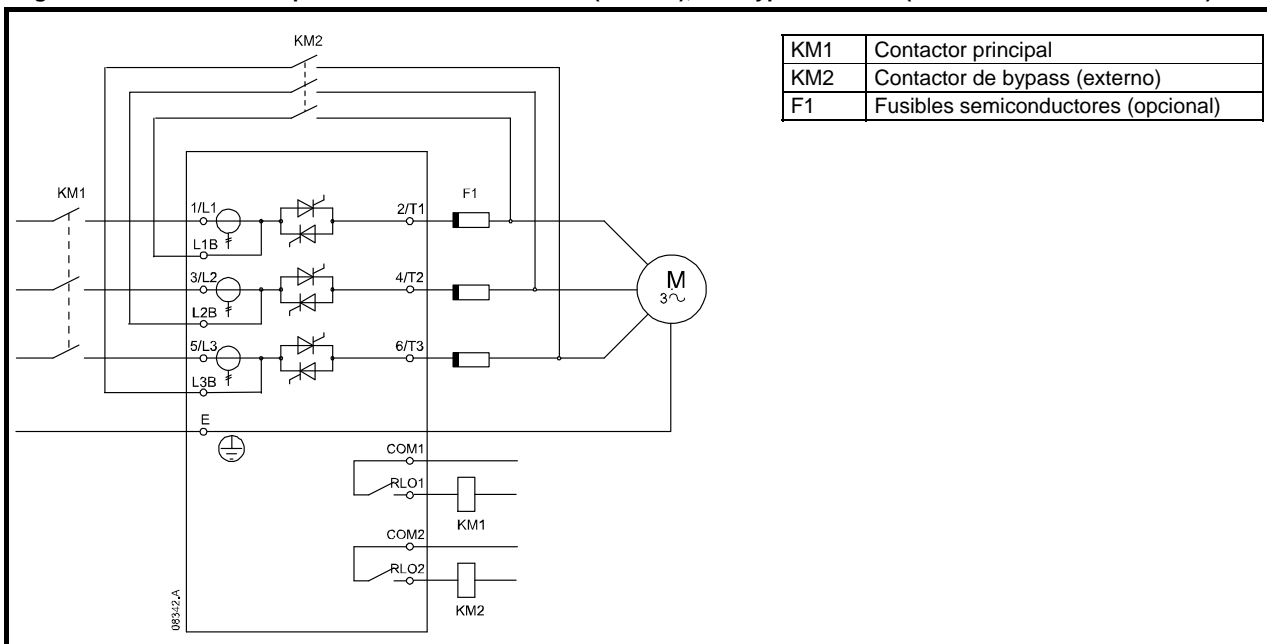 KM2
KM1 Contactor principal
KM2 Contactor de bypass (externo)
F1 Fusibles semiconductores (opcional)
KM1
F1
1/L1
2/T1
L1B
3/L2
4/T2
M
3
L2B
5/L3
6/T3
L3B
E
COM1
RLO1
KM1
COM2
RLO2
KM2
08342.A